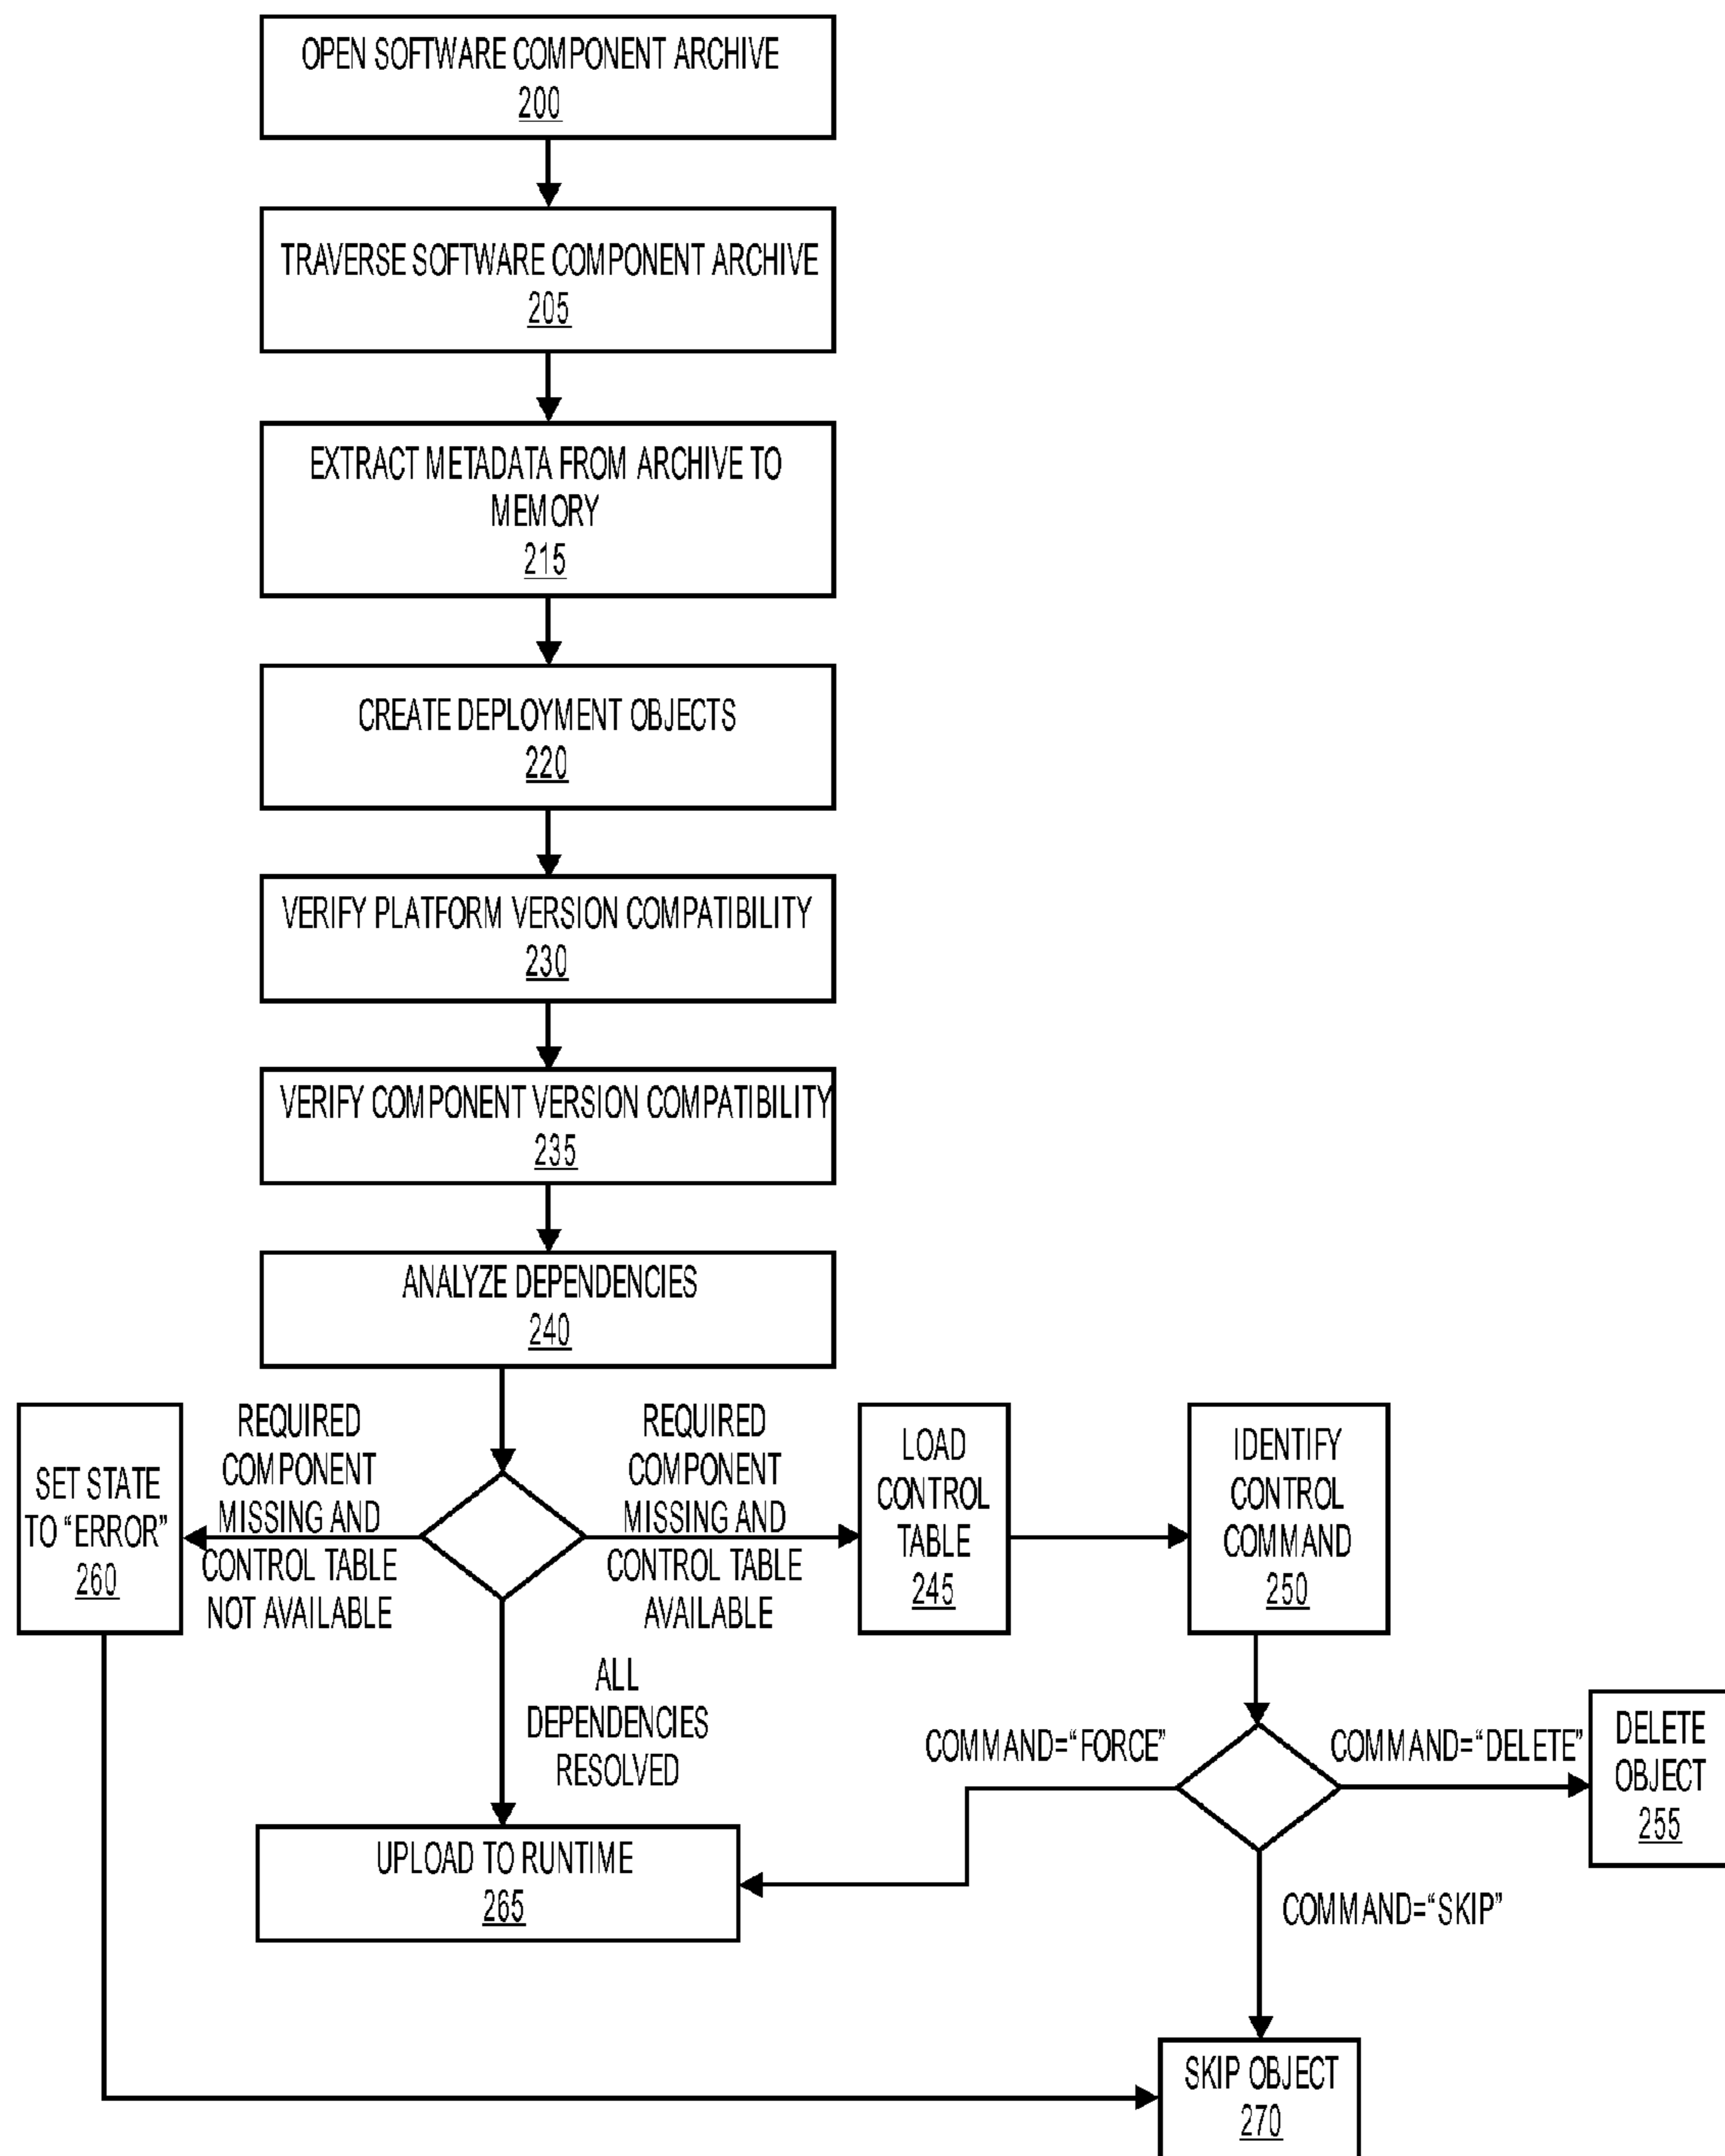 OPEN SOFTWARE COMPONENT ARCHIVE
200
TRAVERSE SOFTWARE COMPONENT ARCHIVE
205
EXTRACT METADATA FROM ARCHIVE TO
MEMORY
215
CREATE DEPLOYMENT OBJECTS
220
VERIFY PLATFORM VERSION COMPATIBILITY
230
VERIFY COMPONENT VERSION COMPATIBILITY
235
ANALYZE DEPENDENCIES
240
SET STATE
TO “ERROR”
260
REQUIRED
COMPONENT
MISSING AND
CONTROL TABLE
NOT AVAILABLE
REQUIRED
COMPONENT
MISSING AND
CONTROL TABLE
AVAILABLE
LOAD
CONTROL
TABLE
245
IDENTIFY
CONTROL
COMMAND
250
ALL
DEPENDENCIES
RESOLVED
COMMAND=“FORCE”
COMMAND=“DELETE”
DELETE
OBJECT
255
UPLOAD TO RUNTIME
265
COMMAND=“SKIP”
SKIP OBJECT
270